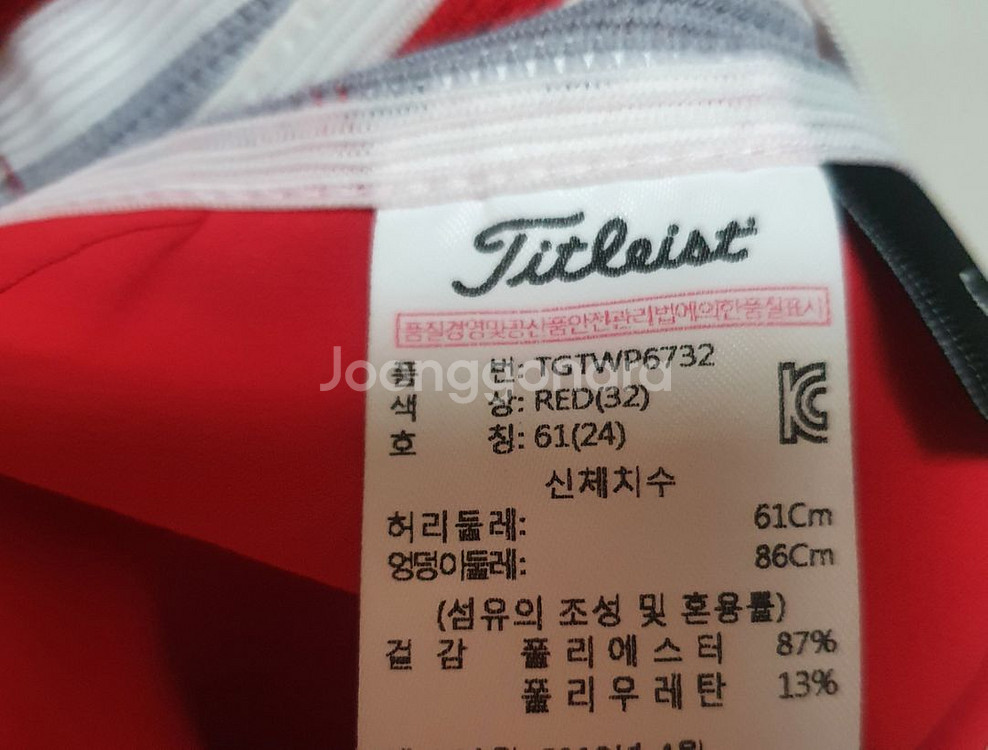 Titleist
품질경영및공산품안전관리법에의한품질표시
품 번: TGTWP6732
Joonggonara
색 상: RED(32)
호 칭: 61(24)
신체치수
허리둘레: 61Cm
엉덩이둘레: 86Cm
(섬유의 조성 및 혼용률)
겉 감 폴리에스터 87%
폴리우레탄 13%